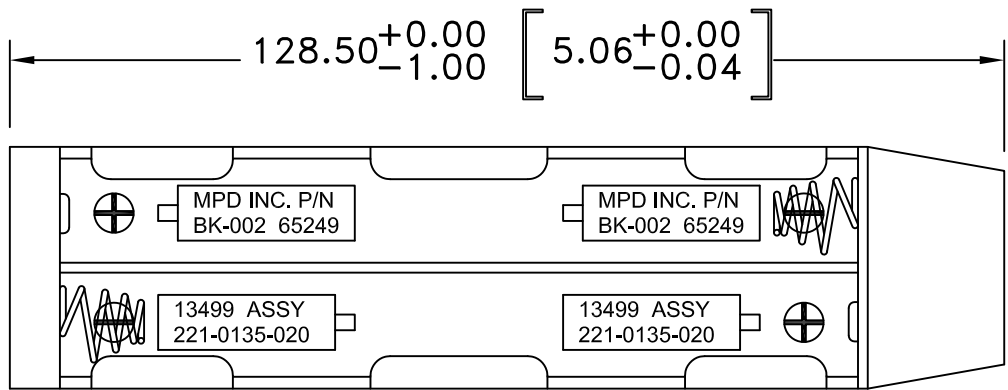 128.50 +0.00 -1.00 [ 5.06 +0.00 -0.04 ]
MPD INC. P/N
BK-002 65249
MPD INC. P/N
BK-002 65249
13499 ASSY
221-0135-020
13499 ASSY
221-0135-020